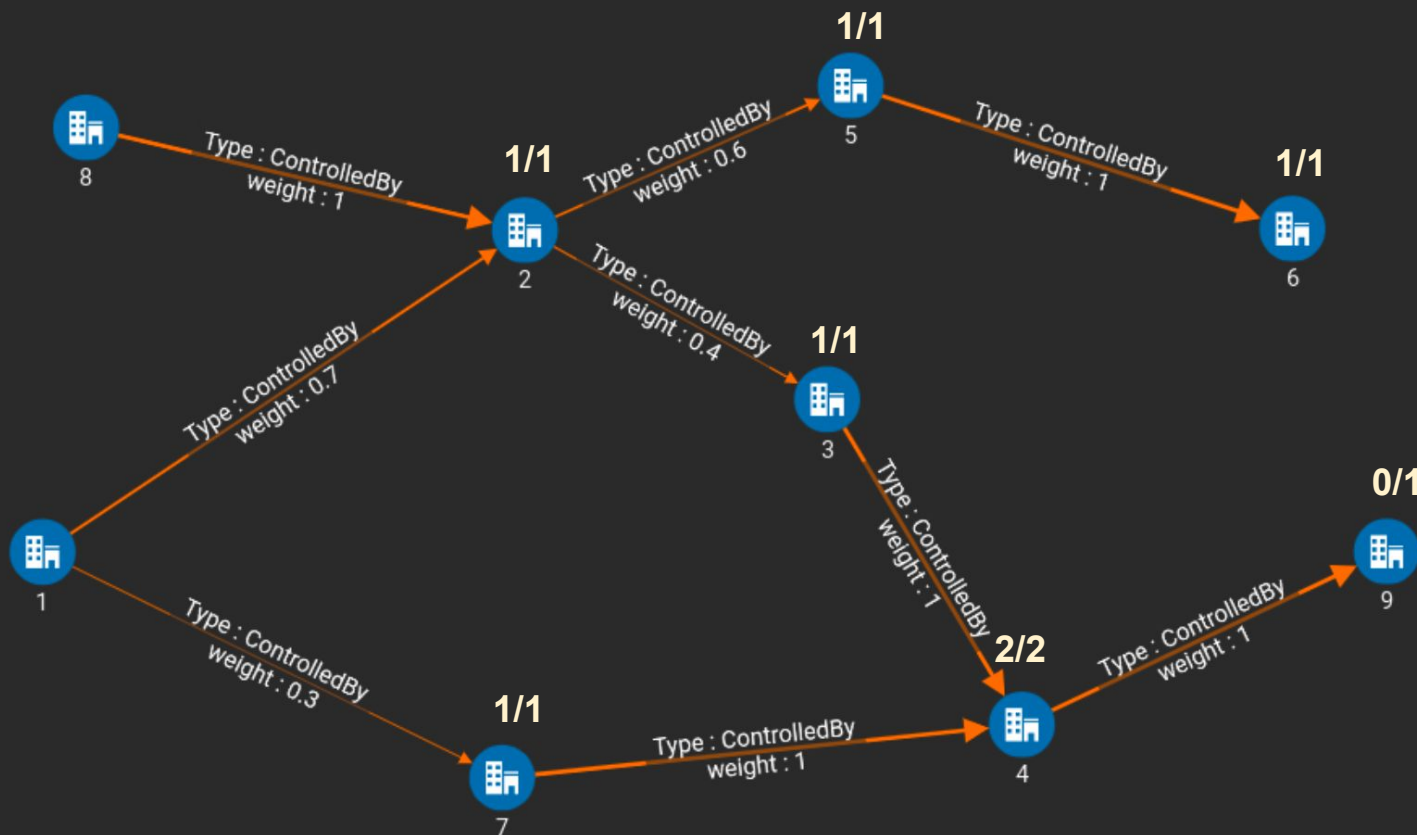 1/1
5
8
Type : ControlledBy
weight : 1
1/1
2
Type : ControlledBy
weight : 0.6
Type : ControlledBy
weight : 1
1/1
6
Type : ControlledBy
weight : 0.4
1/1
3
Type : ControlledBy
weight : 0.7
1
Type : ControlledBy
weight : 1
0/1
9
Type : ControlledBy
weight : 0.3
1/1
7
Type : ControlledBy
weight : 1
2/2
4
Type : ControlledBy
weight : 1